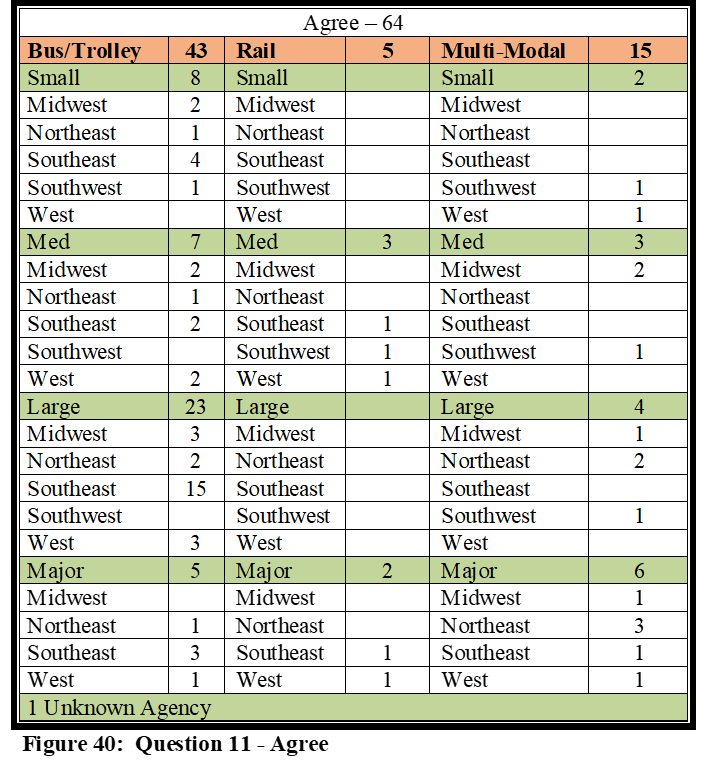 Agree – 64
Bus/Trolley 43 Rail 5 Multi-Modal 15
Small 8 Small Small 2
Midwest 2 Midwest Midwest
Northeast 1 Northeast Northeast
Southeast 4 Southeast Southeast
Southwest 1 Southwest Southwest 1
West West West 1
Med 7 Med 3 Med 3
Midwest 2 Midwest Midwest 2
Northeast 1 Northeast Northeast
Southeast 2 Southeast 1 Southeast
Southwest Southwest 1 Southwest 1
West 2 West 1 West
Large 23 Large Large 4
Midwest 3 Midwest Midwest 1
Northeast 2 Northeast Northeast 2
Southeast 15 Southeast Southeast
Southwest Southwest Southwest 1
West 3 West West
Major 5 Major 2 Major 6
Midwest Midwest Midwest 1
Northeast 1 Northeast Northeast 3
Southeast 3 Southeast 1 Southeast 1
West 1 West 1 West 1
1 Unknown Agency
Figure 40: Question 11 - Agree